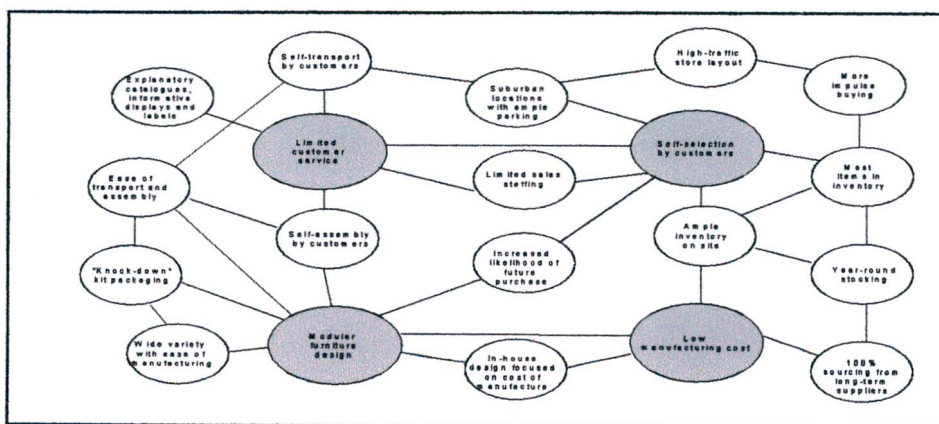 Self-transport
by customers
High-traffic
store layout
Explanatory
catalogues,
informative
displays and
labels
Suburban
locations
with ample
parking
More
impulse
buying
Limited
customer
service
Self-selection
by customers
Ease of
transport and
assembly
Limited sales
staffing
Most
items in
inventory
Self-assembly
by customers
Ample
inventory
on site
Increased
likelihood of
future
purchase
"Knock-down"
kit packaging
Year-round
stocking
Modular
furniture
design
Low
manufacturing cost
Wide variety
with ease of
manufacturing
In-house
design focused
on cost of
manufacture
100%
sourcing from
long-term
suppliers